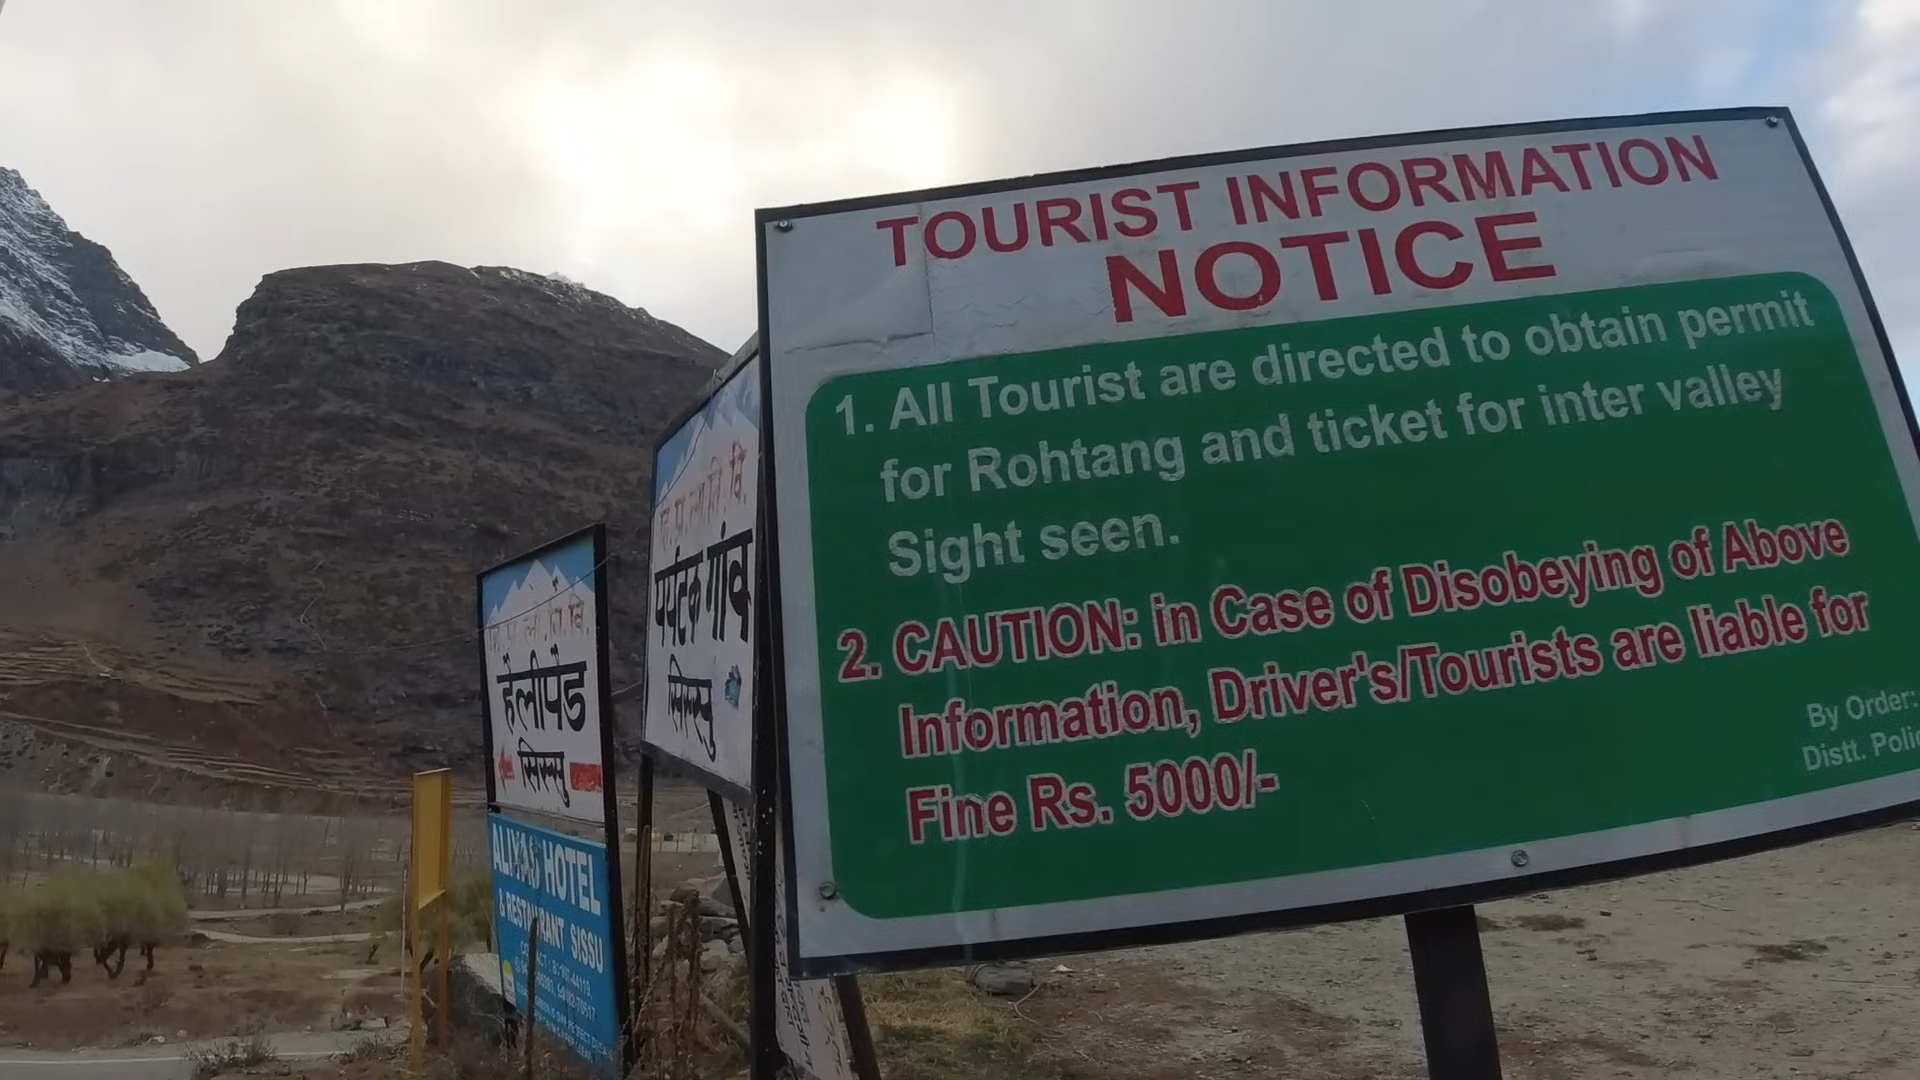 TOURIST INFORMATION
NOTICE
1. All Tourist are directed to obtain permit
for Rohtang and ticket for inter valley
Sight seen.
2. CAUTION: in Case of Disobeying of Above
Information, Driver's/Tourists are liable for
Fine Rs. 5000/-
By Order:
Distt.
पर्यटक गांव
सिस्सु
हैलीपैड
सिस्सु
HOTEL
& RESTAURANT SISSU